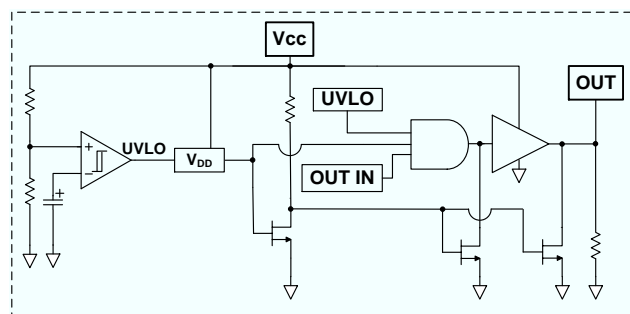 Vcc
OUT
UVLO
+
UVLO
−
VDD
+
OUT IN